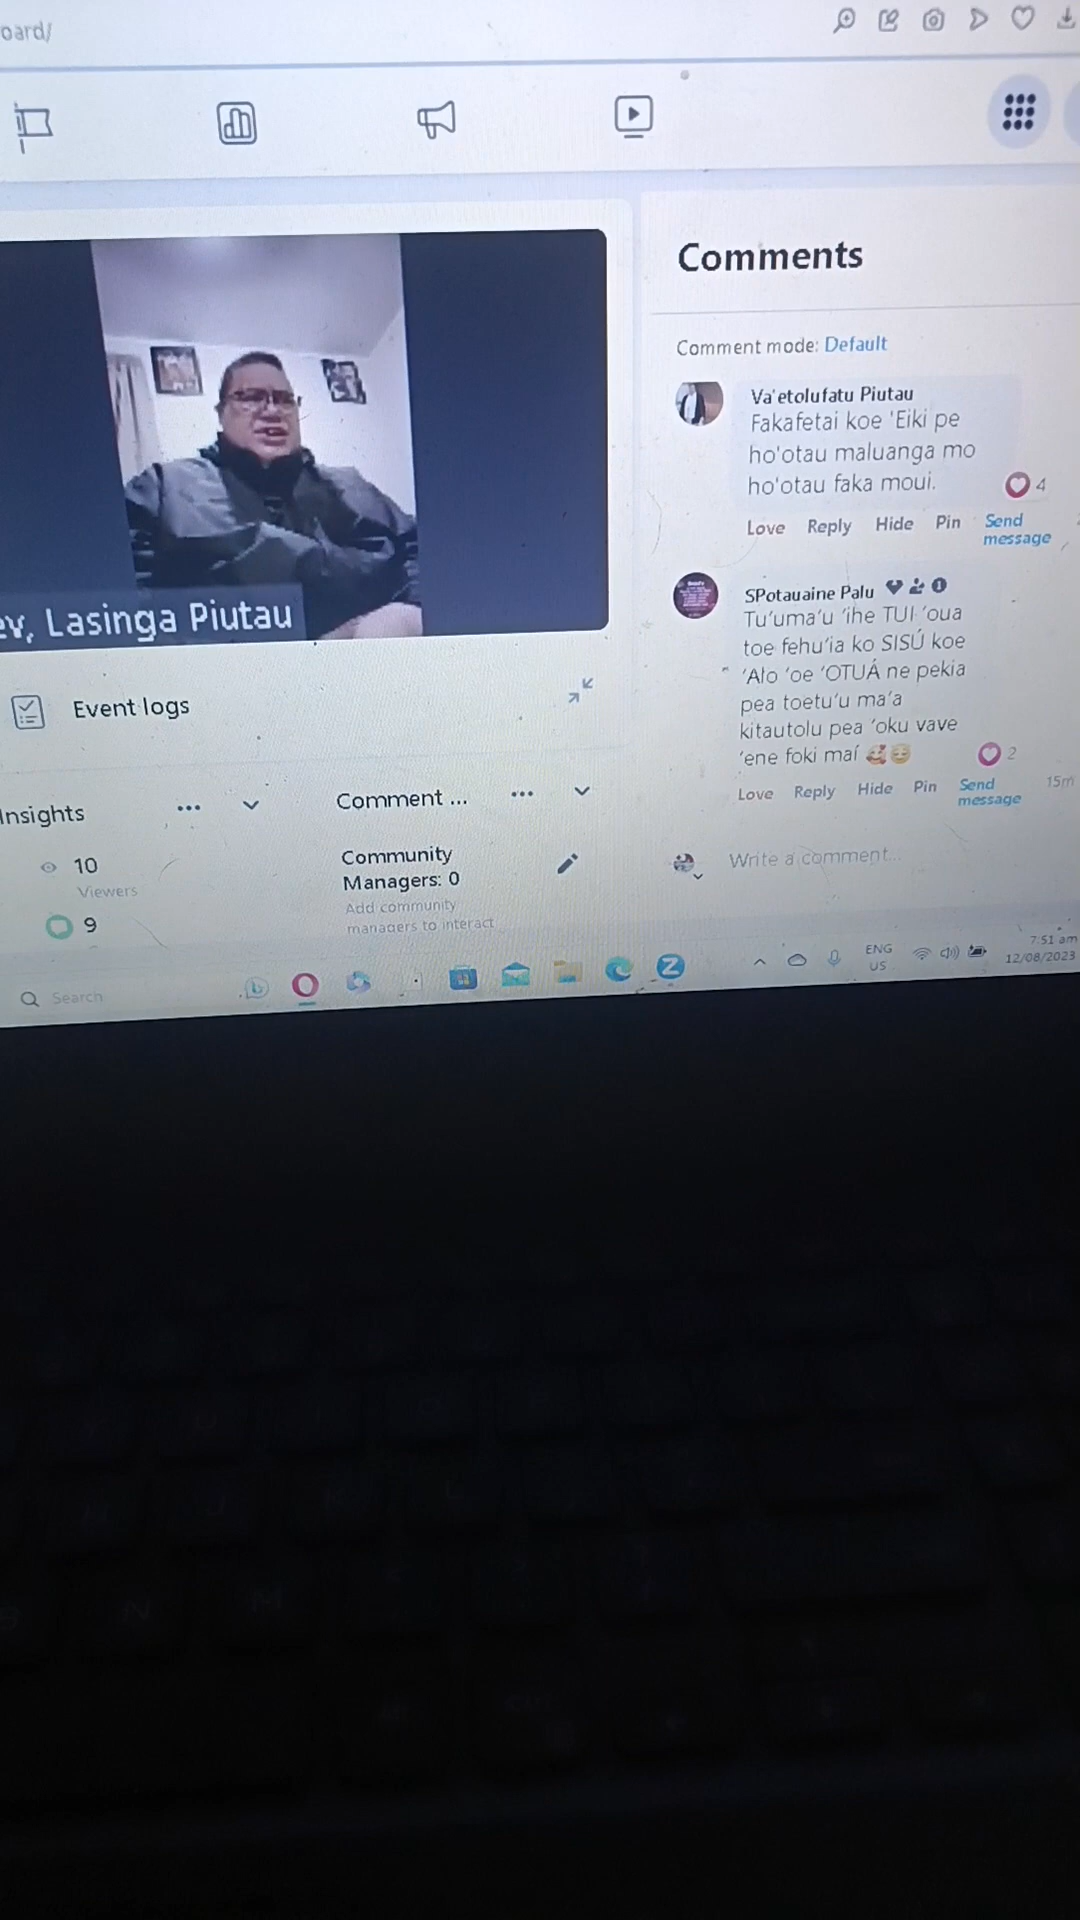 oard/
Comments
Comment mode: Default
Va'etolufatu Piutau
Fakafetai koe 'Eiki pe
ho'otau maluanga mo
ho'otau faka moui.
4
Love Reply Hide Pin Send
message
SPotauaine Palu
Tu'uma'u 'ihe TUI 'oua
toe fehu'ia ko SISÚ koe
'Alo 'oe 'OTUÁ ne pekia
pea toetu'u ma'a
kitautolu pea 'oku vave
'ene foki maí
2
Love Reply Hide Pin Send
message
15m
Write a comment...
ev, Lasinga Piutau
Event logs
Insights
10
Viewers
9
Comment ...
Community
Managers: 0
Add community
managers to interact
Search
ENG
US
7:51 am
12/08/2023